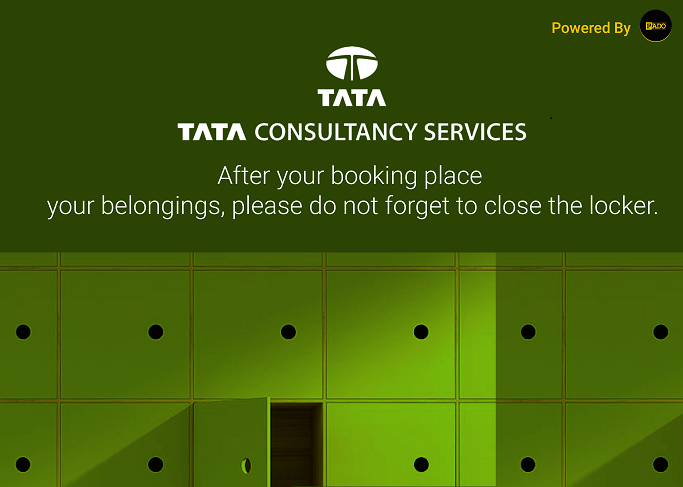 Powered By PADO
TATA
TATA CONSULTANCY SERVICES
After your booking place
your belongings, please do not forget to close the locker.